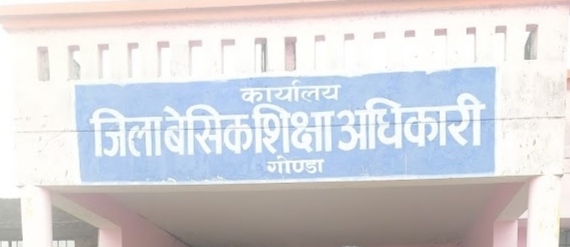 कार्यालय
जिला बेसिक शिक्षा अधिकारी
गोण्डा